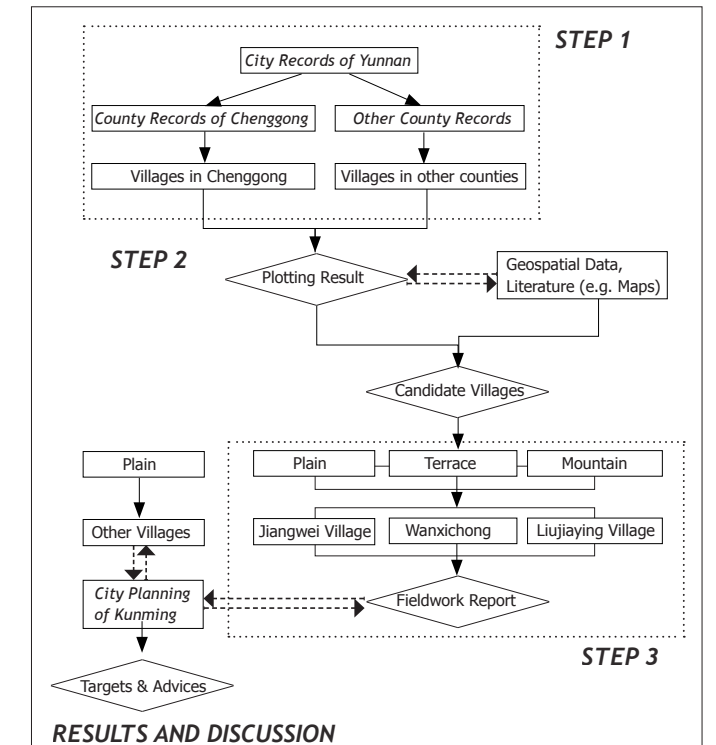 STEP 1
City Records of Yunnan
County Records of Chenggong
Other County Records
Villages in Chenggong
Villages in other counties
STEP 2
Plotting Result
Geospatial Data,
Literature (e.g. Maps)
Candidate Villages
Plain
Plain
Terrace
Mountain
Other Villages
Jiangwei Village
Wanxichong
Liujiaying Village
City Planning
of Kunming
Fieldwork Report
STEP 3
Targets & Advices
RESULTS AND DISCUSSION